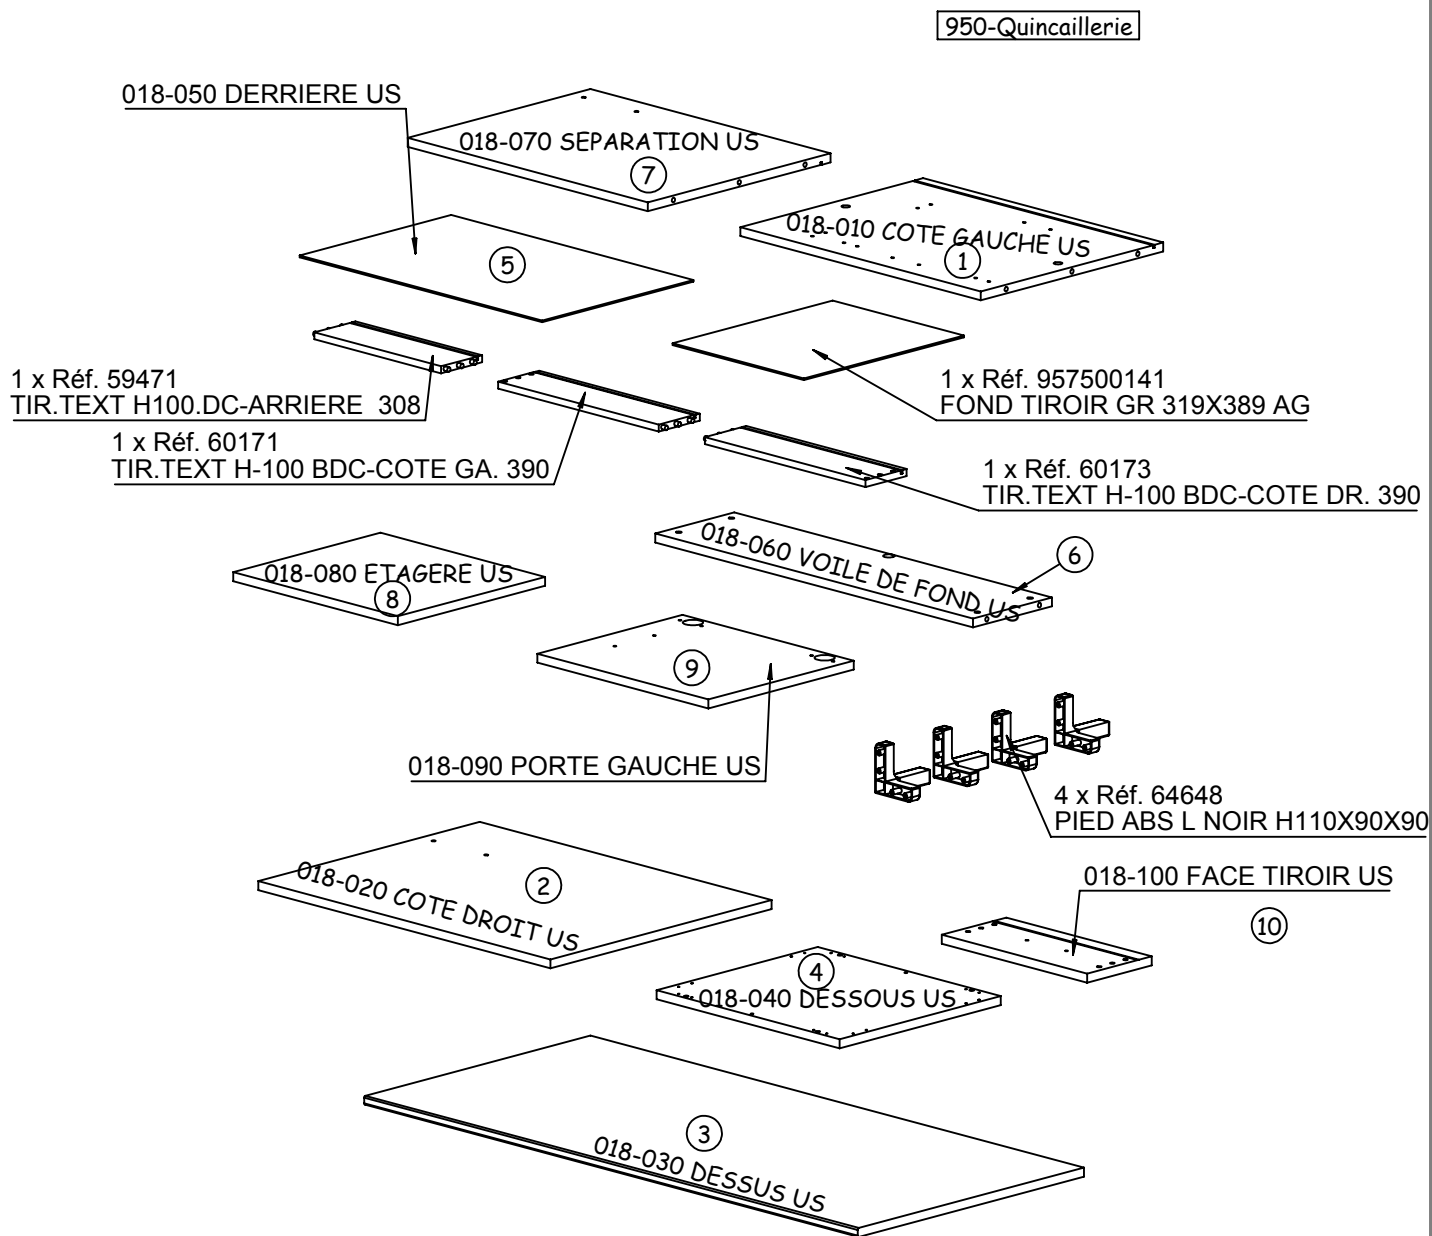 950-Quincaillerie
018-050 DERRIERE US
018-070 SEPARATION US
7
018-010 COTE GAUCHE US
1
5
1 x Réf. 59471
TIR.TEXT H100.DC-ARRIERE 308
1 x Réf. 957500141
FOND TIROIR GR 319X389 AG
1 x Réf. 60171
TIR.TEXT H-100 BDC-COTE GA. 390
1 x Réf. 60173
TIR.TEXT H-100 BDC-COTE DR. 390
018-060 VOILE DE FOND US
6
018-080 ETAGERE US
8
9
018-090 PORTE GAUCHE US
4 x Réf. 64648
PIED ABS L NOIR H110X90X90
018-020 COTE DROIT US
2
018-100 FACE TIROIR US
10
4
018-040 DESSOUS US
3
018-030 DESSUS US